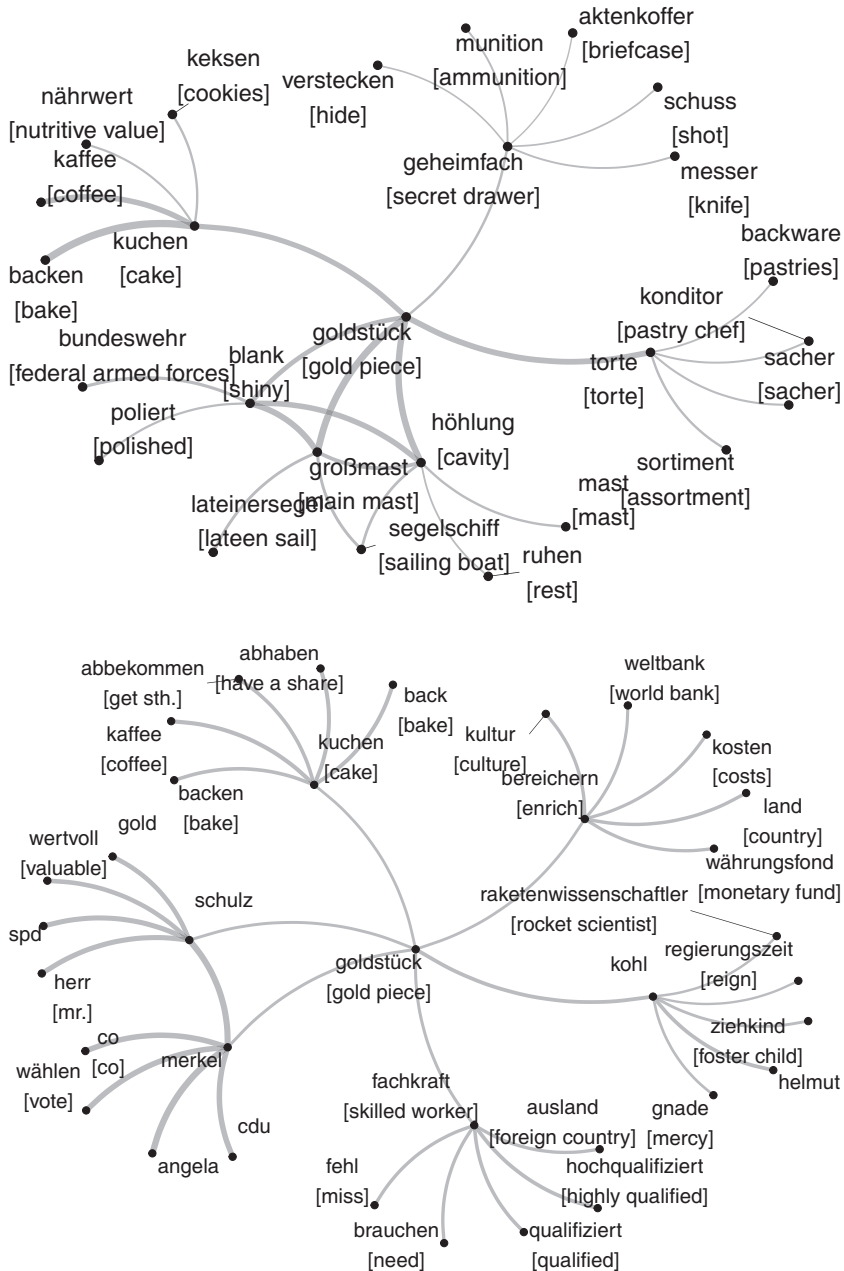 aktenkoffer
[briefcase]
munition
[ammunition]
keksen
[cookies]
verstecken
[hide]
nährwert
[nutritive value]
schuss
[shot]
kaffee
[coffee]
geheimfach
[secret drawer]
messer
[knife]
kuchen
[cake]
backen
[bake]
backware
[pastries]
konditor
[pastry chef]
bundeswehr
[federal armed forces]
blank
[shiny]
goldstück
[gold piece]
torte
[torte]
sacher
[sacher]
poliert
[polished]
höhlung
[cavity]
großmast
[main mast]
sortiment
[assortment]
mast
[mast]
lateinersegel
[lateen sail]
segelschiff
[sailing boat]
ruhen
[rest]
abbekommen
[get sth.]
abhaben
[have a share]
back
[bake]
weltbank
[world bank]
kaffee
[coffee]
kuchen
[cake]
kultur
[culture]
kosten
[costs]
backen
[bake]
bereichern
[enrich]
land
[country]
gold
wertvoll
[valuable]
währungsfond
[monetary fund]
schulz
raketenwissenschaftler
[rocket scientist]
spd
regierungszeit
[reign]
herr
[mr.]
goldstück
[gold piece]
kohl
co
[co]
ziehkind
[foster child]
wählen
[vote]
merkel
helmut
fachkraft
[skilled worker]
ausland
[foreign country]
gnade
[mercy]
cdu
angela
fehl
[miss]
hochqualifiziert
[highly qualified]
brauchen
[need]
qualifiziert
[qualified]